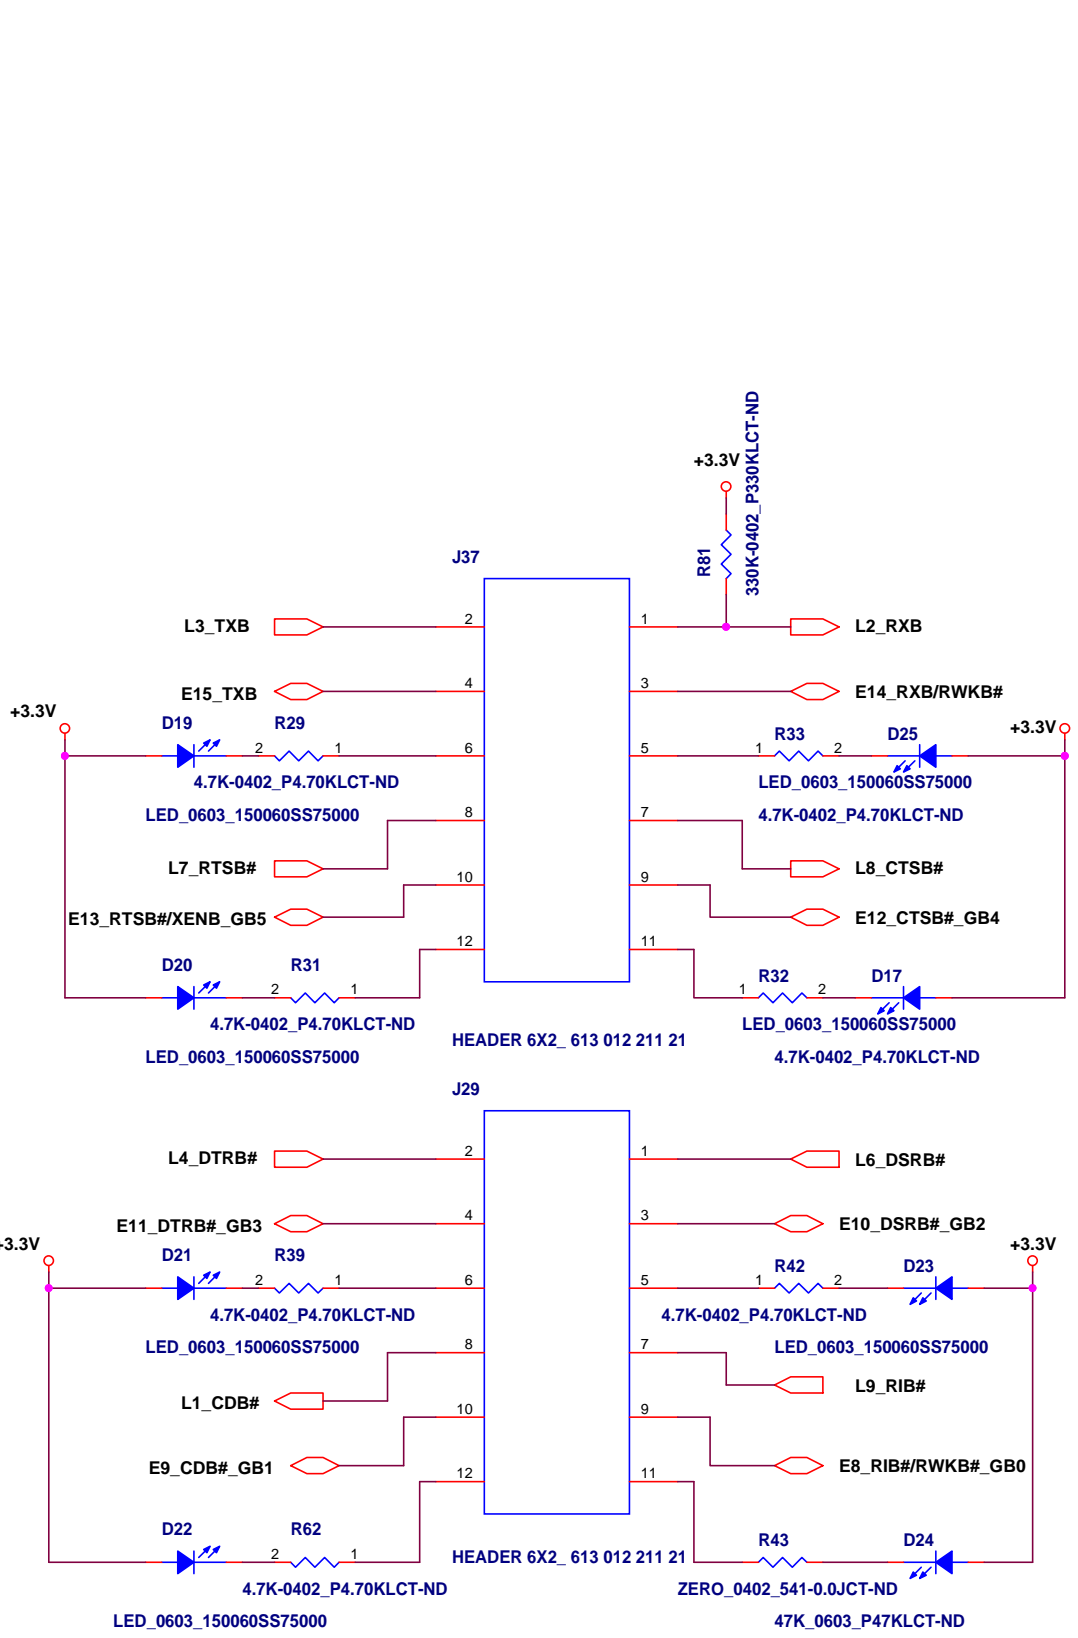 330K-0402_P330KLCT-ND
+3.3V
R81
J37
L3_TXB
2
1
L2_RXB
E15_TXB
4
3
E14_RXB/RWKB#
+3.3V
D19
R29
2
1
6
5
R33
1
2
D25
+3.3V
4.7K-0402_P4.70KLCT-ND
LED_0603_150060SS75000
LED_0603_150060SS75000
4.7K-0402_P4.70KLCT-ND
8
7
L7_RTSB#
L8_CTSB#
10
9
E13_RTSB#/XENB_GB5
E12_CTSB#_GB4
12
11
D20
R31
2
1
R32
1
2
D17
4.7K-0402_P4.70KLCT-ND
LED_0603_150060SS75000
HEADER 6X2_ 613 012 211 21
LED_0603_150060SS75000
4.7K-0402_P4.70KLCT-ND
J29
L4_DTRB#
2
1
L6_DSRB#
E11_DTRB#_GB3
4
3
E10_DSRB#_GB2
+3.3V
D21
R39
2
1
6
5
R42
1
2
D23
+3.3V
4.7K-0402_P4.70KLCT-ND
4.7K-0402_P4.70KLCT-ND
LED_0603_150060SS75000
LED_0603_150060SS75000
8
7
L1_CDB#
L9_RIB#
10
9
E9_CDB#_GB1
E8_RIB#/RWKB#_GB0
12
11
D22
R62
2
1
HEADER 6X2_ 613 012 211 21
R43
D24
4.7K-0402_P4.70KLCT-ND
ZERO_0402_541-0.0JCT-ND
LED_0603_150060SS75000
47K_0603_P47KLCT-ND